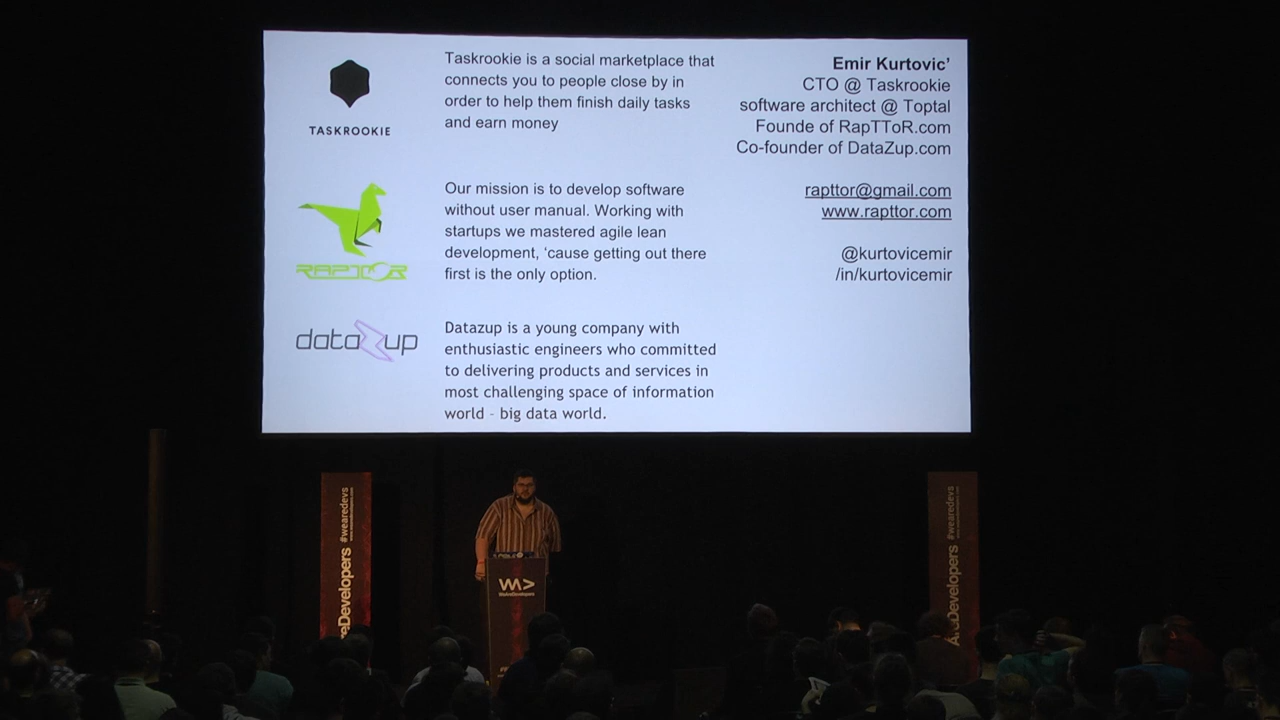 TASKROOKIE
Taskrookie is a social marketplace that
connects you to people close by in
order to help them finish daily tasks
and earn money
Emir Kurtovic’
CTO @ Taskrookie
software architect @ Toptal
Founde of RapTToR.com
Co-founder of DataZup.com
RAPTTOR
Our mission is to develop software
without user manual. Working with
startups we mastered agile lean
development, ‘cause getting out there
first is the only option.
rapttor@gmail.com
www.rapttor.com
@kurtovicemir
/in/kurtovicemir
datazup
Datazup is a young company with
enthusiastic engineers who committed
to delivering products and services in
most challenging space of information
world - big data world.
eDevelopers #wearedevs
WeAreDevelopers
AreDevelopers #wearedevs